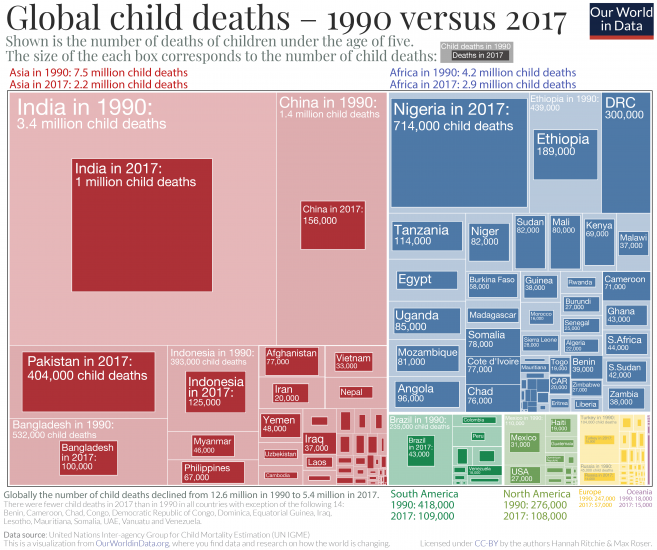 Global child deaths – 1990 versus 2017
Our World
in Data
Shown is the number of deaths of children under the age of five.
The size of the each box corresponds to the number of child deaths:
Child deaths in 1990
Deaths in 2017
Asia in 1990: 7.5 million child deaths
Asia in 2017: 2.2 million child deaths
Africa in 1990: 4.2 million child deaths
Africa in 2017: 2.9 million child deaths
India in 1990:
3.4 million child deaths
India in 2017:
1 million child deaths
China in 1990:
1.4 million child deaths
China in 2017:
156,000
Pakistan in 2017:
404,000 child deaths
Bangladesh in 1990:
532,000 child deaths
Bangladesh
in 2017:
100,000
Indonesia in 1990:
393,000 child deaths
Indonesia
in 2017:
125,000
Myanmar
46,000
Philippines
67,000
Afghanistan
77,000
Vietnam
33,000
Iran
20,000
Nepal
Yemen
48,000
Iraq
37,000
Uzbekistan
Laos
Cambodia
Nigeria in 2017:
714,000 child deaths
Ethiopia in 1990:
439,000
Ethiopia
189,000
DRC
300,000
Tanzania
114,000
Niger
82,000
Sudan
82,000
Mali
80,000
Kenya
69,000
Malawi
37,000
Egypt
Burkina Faso
58,000
Guinea
38,000
Rwanda
Cameroon
71,000
Uganda
85,000
Madagascar
Morocco
Burundi
27,000
Ghana
43,000
Senegal
Mozambique
81,000
Somalia
78,000
Sierra Leone
Algeria
S.Africa
44,000
Cote d'Ivoire
77,000
Mauritania
Togo
Benin
39,000
S.Sudan
42,000
Angola
96,000
Chad
76,000
CAR
20,000
Zimbabwe
Eritrea
Liberia
Zambia
38,000
Brazil in 1990:
Brazil
in 2017:
43,000
Colombia
Peru
Venezuela
Mexico
31,000
USA
27,000
Haiti
Guatemala
Turkey in 1990:
Globally the number of child deaths declined from 12.6 million in 1990 to 5.4 million in 2017.
There were fewer child deaths in 2017 than in 1990 in all countries with exception of the following 14:
Benin, Cameroon, Chad, Congo, Democratic Republic of Congo, Dominica, Equatorial Guinea, Iraq,
Lesotho, Mauritania, Somalia, UAE, Vanuatu and Venezuela.
South America
1990: 418,000
2017: 109,000
North America
1990: 276,000
2017: 108,000
Europe
1990: 247,000
2017: 57,000
Oceania
1990: 18,000
2017: 15,000
Data source: United Nations Inter-agency Group for Child Mortality Estimation (UN IGME)
This is a visualization from OurWorldinData.org, where you find data and research on how the world is changing.
Licensed under CC-BY by the authors Hannah Ritchie & Max Roser.